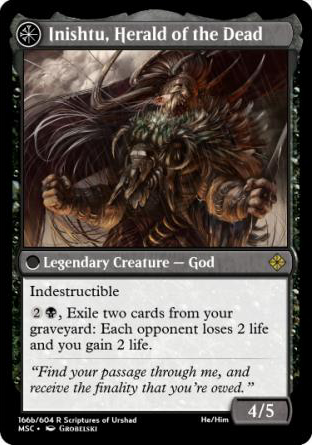 Inishtu, Herald of the Dead
Legendary Creature — God
Indestructible
2, Exile two cards from your
graveyard: Each opponent loses 2 life
and you gain 2 life.
“Find your passage through me, and
receive the finality that you’re owed.”
4/5
166b/604 R Scriptures of Urshad
He/Him
MSC • Grobelski